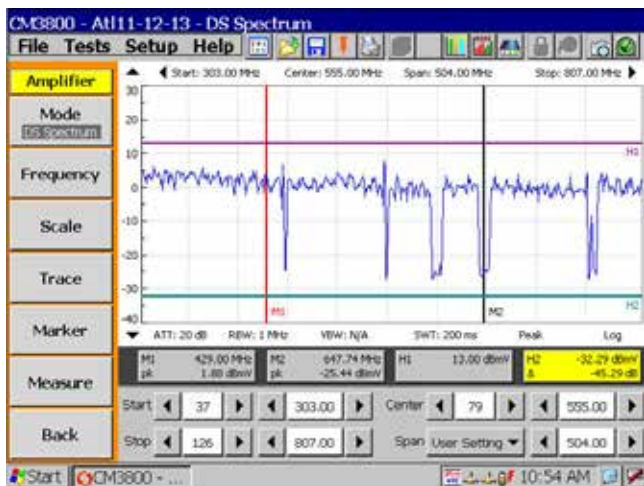 CM3800 - Atl11-12-13 - DS Spectrum
File Tests Setup Help
Amplifier
Mode
DS Spectrum
Frequency
Scale
Trace
Marker
Measure
Back
Start: 303.00 MHz Center: 555.00 MHz Span: 504.00 MHz Stop: 807.00 MHz
30
20
10
0
-10
-20
-30
-40
H1
M1
M2
H2
ATT: 20 dB RBW: 1 MHz VBW: N/A SWT: 200 ms Peak Log
M1 429.00 MHz M2 647.74 MHz H1 13.00 dBmV H2 -32.29 dBmV
pk 1.88 dBmV pk -25.44 dBmV Δ -45.29 dB
Start 37 303.00 Center 79 555.00
Stop 126 807.00 Span User Setting 504.00
Start CM3800 - ... 10:54 AM